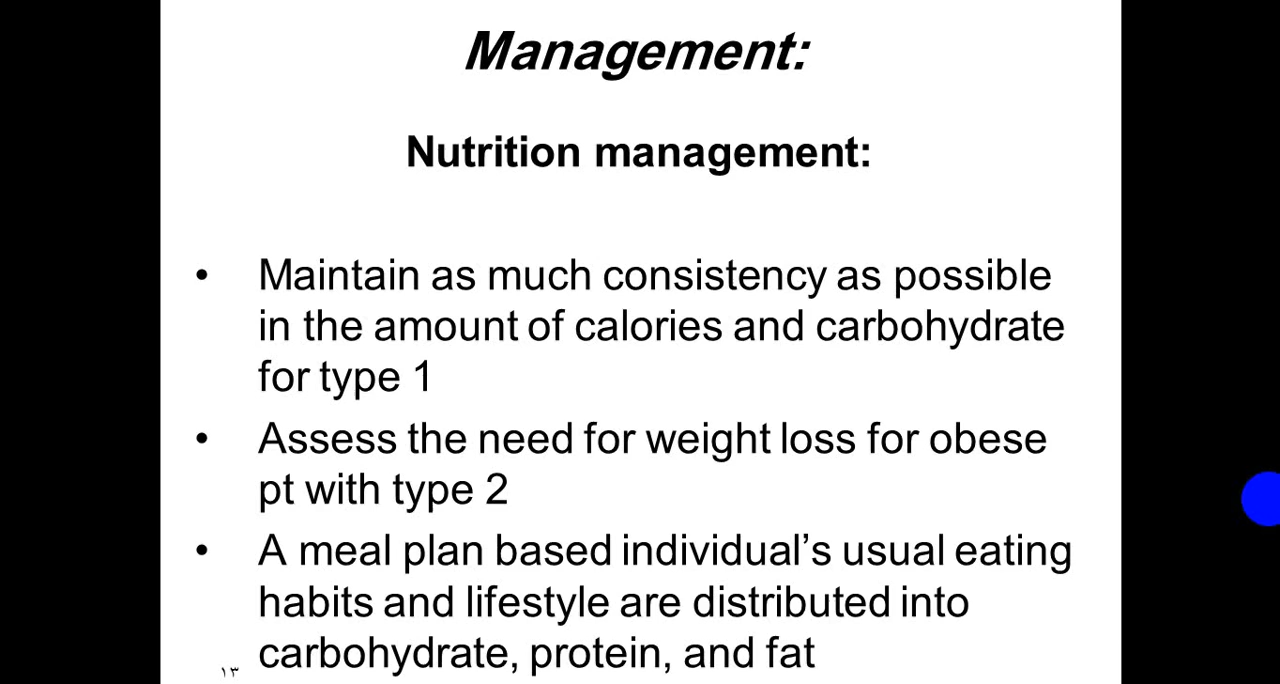 Management:
Nutrition management:
• Maintain as much consistency as possible
in the amount of calories and carbohydrate
for type 1
• Assess the need for weight loss for obese
pt with type 2
• A meal plan based individual’s usual eating
habits and lifestyle are distributed into
carbohydrate, protein, and fat
١٣